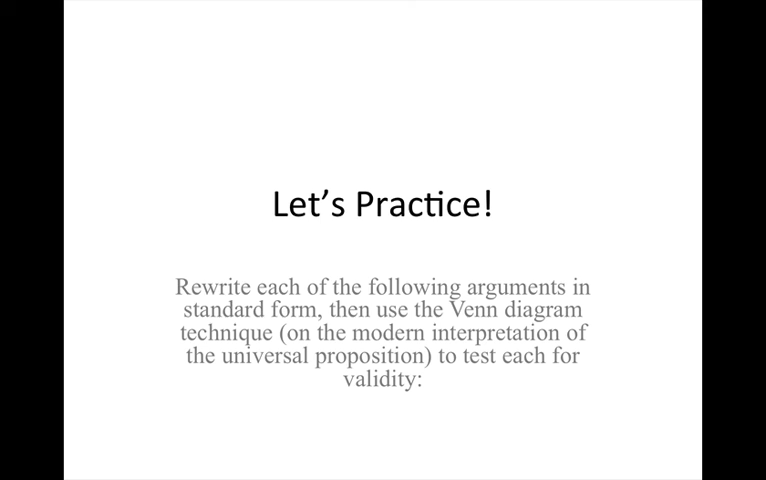 Let’s Practice!
Rewrite each of the following arguments in
standard form, then use the Venn diagram
technique (on the modern interpretation of
the universal proposition) to test each for
validity: